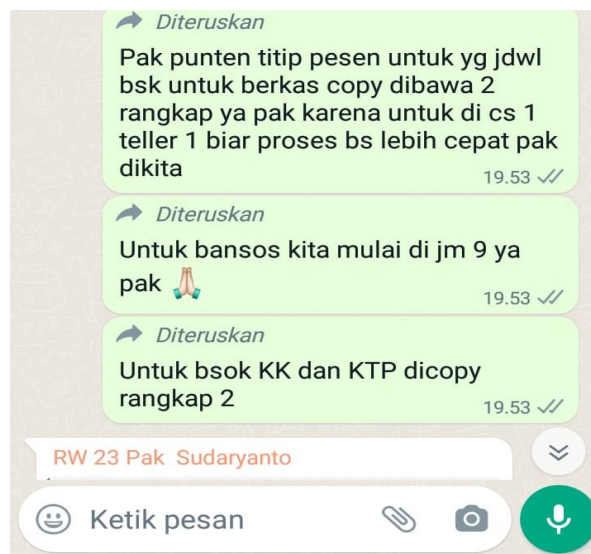 Diteruskan
Pak punten titip pesen untuk yg jdwl
bsk untuk berkas copy dibawa 2
rangkap ya pak karena untuk di cs 1
teller 1 biar proses bs lebih cepat pak
dikita
19.53
Diteruskan
Untuk bansos kita mulai di jm 9 ya
pak 🙏🏻
19.53
Diteruskan
Untuk bsok KK dan KTP dicopy
rangkap 2
19.53
RW 23 Pak Sudaryanto
Ketik pesan